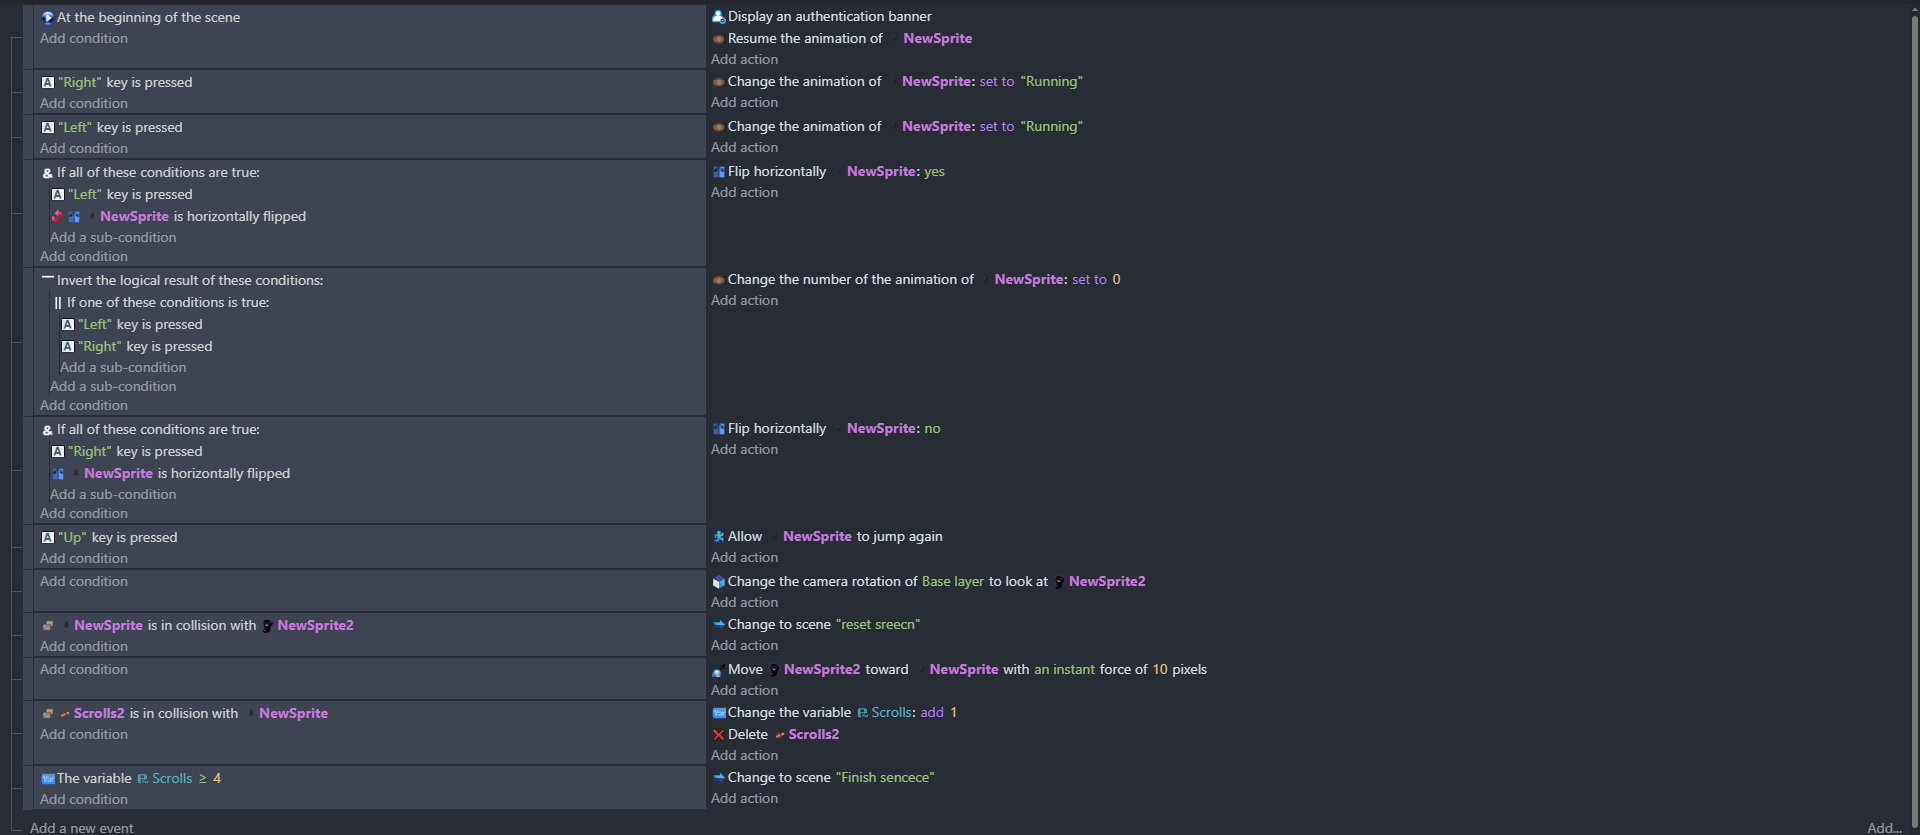 At the beginning of the scene
Add condition
Display an authentication banner
Resume the animation of NewSprite
Add action
A "Right" key is pressed
Add condition
Change the animation of NewSprite: set to "Running"
Add action
A "Left" key is pressed
Add condition
Change the animation of NewSprite: set to "Running"
Add action
& If all of these conditions are true:
A "Left" key is pressed
NewSprite is horizontally flipped
Add a sub-condition
Add condition
Flip horizontally NewSprite: yes
Add action
Invert the logical result of these conditions:
|| If one of these conditions is true:
A "Left" key is pressed
A "Right" key is pressed
Add a sub-condition
Add a sub-condition
Add condition
Change the number of the animation of NewSprite: set to 0
Add action
& If all of these conditions are true:
A "Right" key is pressed
NewSprite is horizontally flipped
Add a sub-condition
Add condition
Flip horizontally NewSprite: no
Add action
A "Up" key is pressed
Add condition
Allow NewSprite to jump again
Add action
Add condition
Change the camera rotation of Base layer to look at NewSprite2
Add action
NewSprite is in collision with NewSprite2
Add condition
Change to scene "reset sreecn"
Add action
Add condition
Move NewSprite2 toward NewSprite with an instant force of 10 pixels
Add action
Scrolls2 is in collision with NewSprite
Add condition
Var Change the variable Scrolls: add 1
Delete Scrolls2
Add action
Var The variable Scrolls ≥ 4
Add condition
Change to scene "Finish sencece"
Add action
Add a new event
Add...